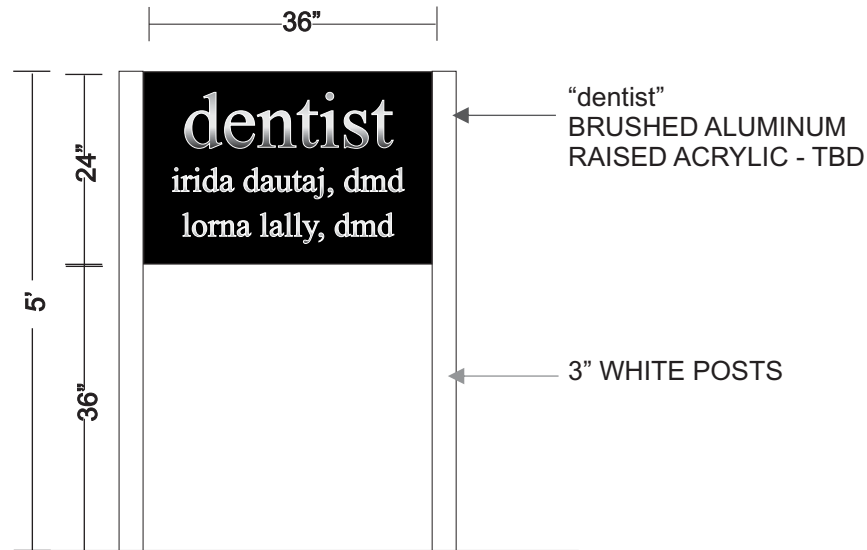 36”
24”
5’
36”
dentist
irida dautaj, dmd
lorna lally, dmd
“dentist”
BRUSHED ALUMINUM
RAISED ACRYLIC - TBD
3” WHITE POSTS